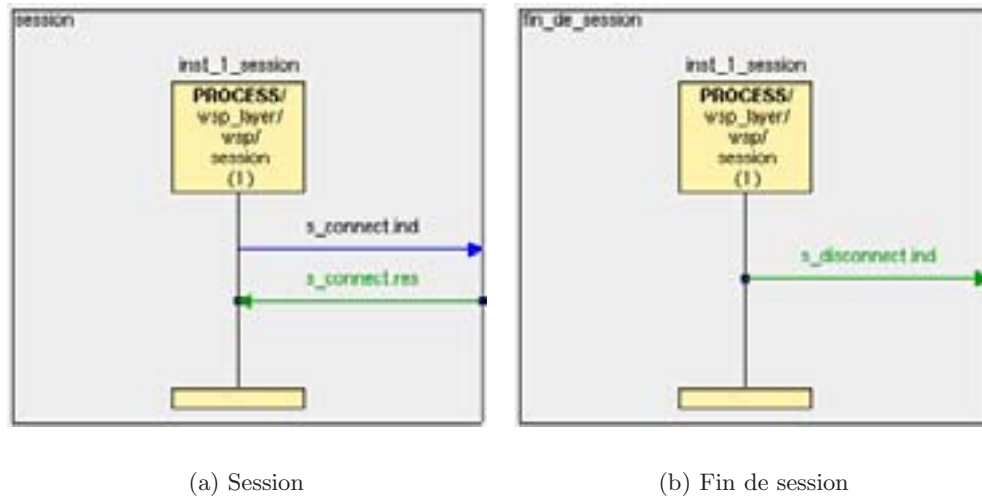 session
inst_1_session
PROCESS/
wsp_layer/
wsp/
session
(1)
s_connect.ind
s_connect.res
(a) Session
fin_de_session
inst_1_session
PROCESS/
wsp_layer/
wsp/
session
(1)
s_disconnect.ind
(b) Fin de session